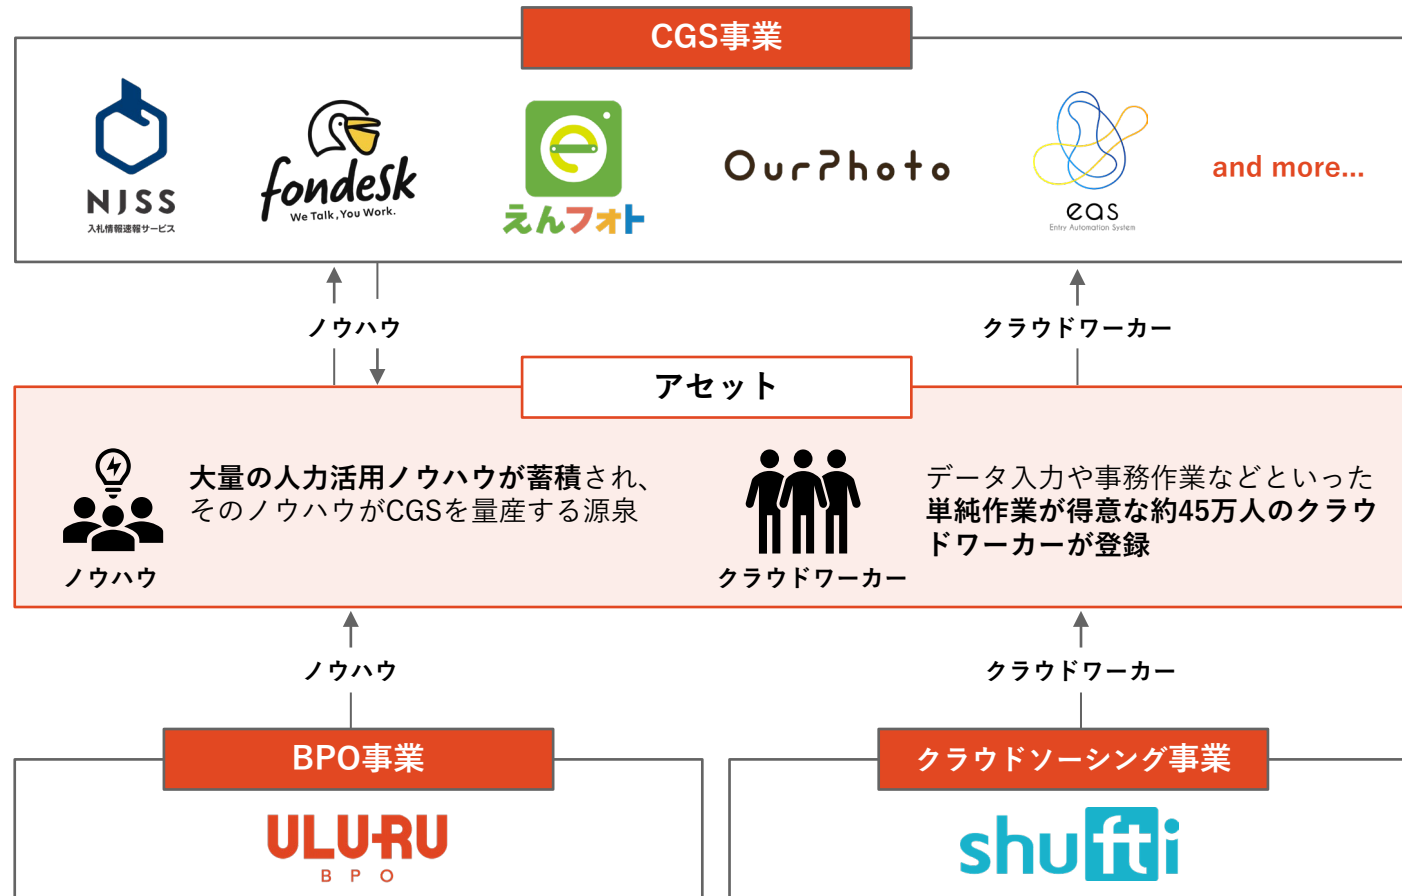 CGS事業
NJSS
入札情報速報サービス
fondesk
We Talk, You Work.
e
えんフォト
OurPhoto
eas
Entry Automation System
and more...
ノウハウ
クラウドワーカー
アセット
大量の人力活用ノウハウが蓄積され、
そのノウハウがCGSを量産する源泉
ノウハウ
データ入力や事務作業などといった
単純作業が得意な約45万人のクラウ
ドワーカーが登録
クラウドワーカー
ノウハウ
クラウドワーカー
BPO事業
ULURU
BPO
クラウドソーシング事業
shufti